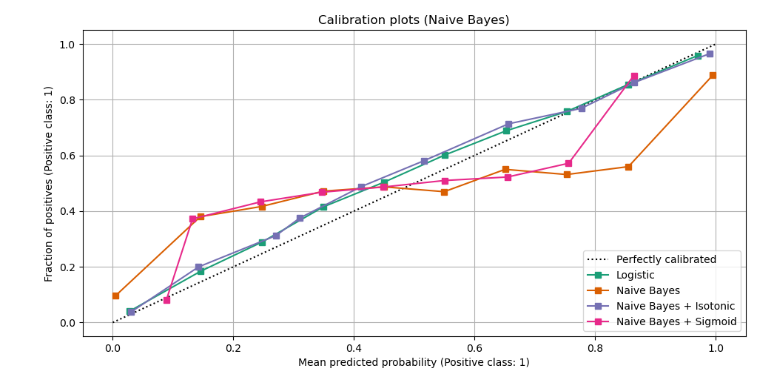 Calibration plots (Naive Bayes)
Fraction of positives (Positive class: 1)
1.0
0.8
0.6
0.4
0.2
0.0
0.0 0.2 0.4 0.6 0.8 1.0
Mean predicted probability (Positive class: 1)
Perfectly calibrated
Logistic
Naive Bayes
Naive Bayes + Isotonic
Naive Bayes + Sigmoid